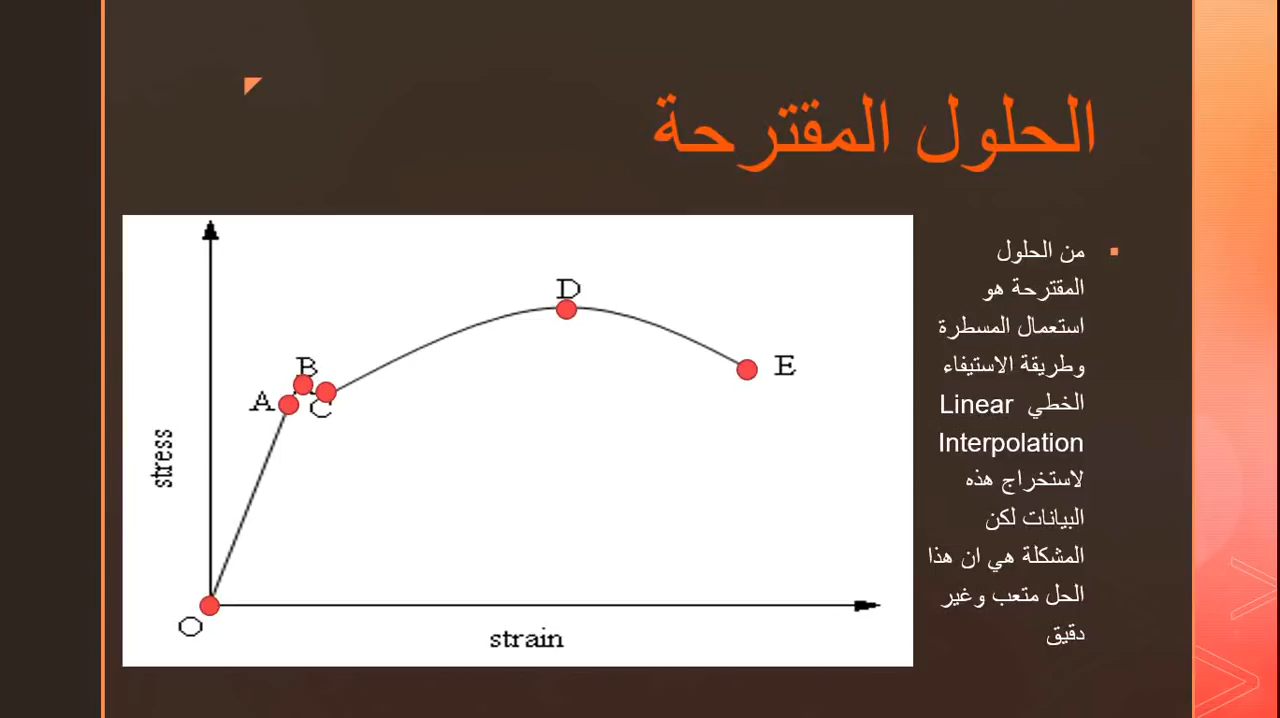 الحلول المقترحة
من الحلول
المقترحة هو
استعمال المسطرة
وطريقة الاستيفاء
الخطي Linear
Interpolation
لاستخراج هذه
البيانات لكن
المشكلة هي ان هذا
الحل متعب وغير
دقيق
D
B
E
A
C
stress
O
strain